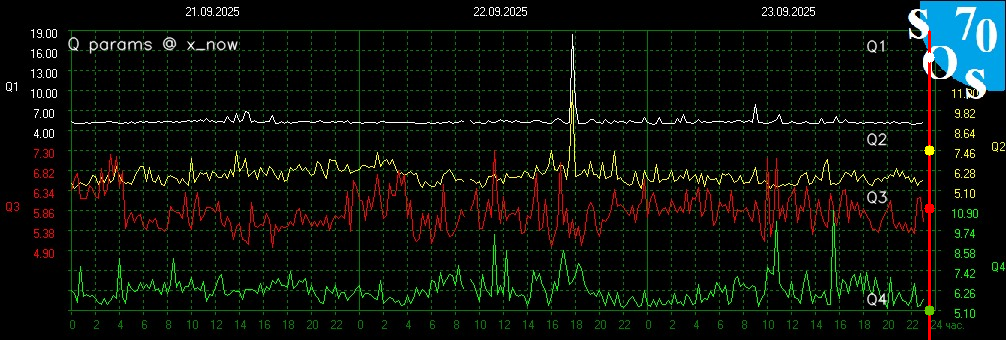 21.09.2025 22.09.2025 23.09.2025
Q params @ x_now
SOS 70
Q1
19.00
16.00
13.00
10.00
7.00
4.00
Q1
Q3
7.30
6.82
6.34
5.86
5.38
4.90
Q2
9.82
8.64
7.46
6.28
5.10
Q2
Q3
10.90
9.74
8.58
7.42
6.26
5.10
Q4
Q4
0 2 4 6 8 10 12 14 16 18 20 22 0 2 4 6 8 10 12 14 16 18 20 22 0 2 4 6 8 10 12 14 16 18 20 22 24 час.